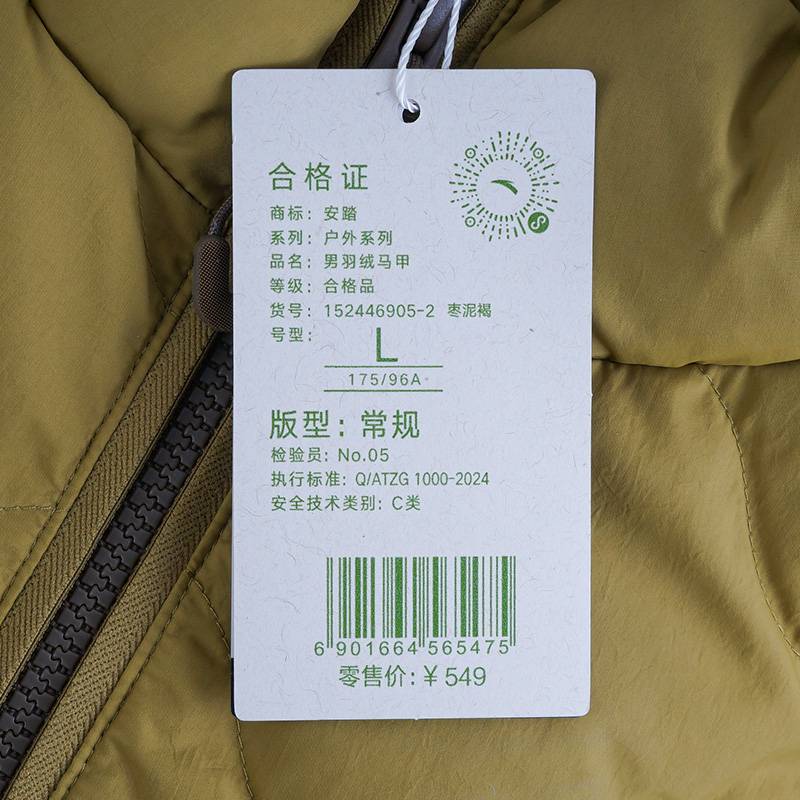 合格证
商标: 安踏
系列: 户外系列
品名: 男羽绒马甲
等级: 合格品
货号: 152446905-2 枣泥褐
号型: L
175/96A
版型: 常规
检验员: No.05
执行标准: Q/ATZG 1000-2024
安全技术类别: C类
6 901664 565475
零售价: ¥ 549